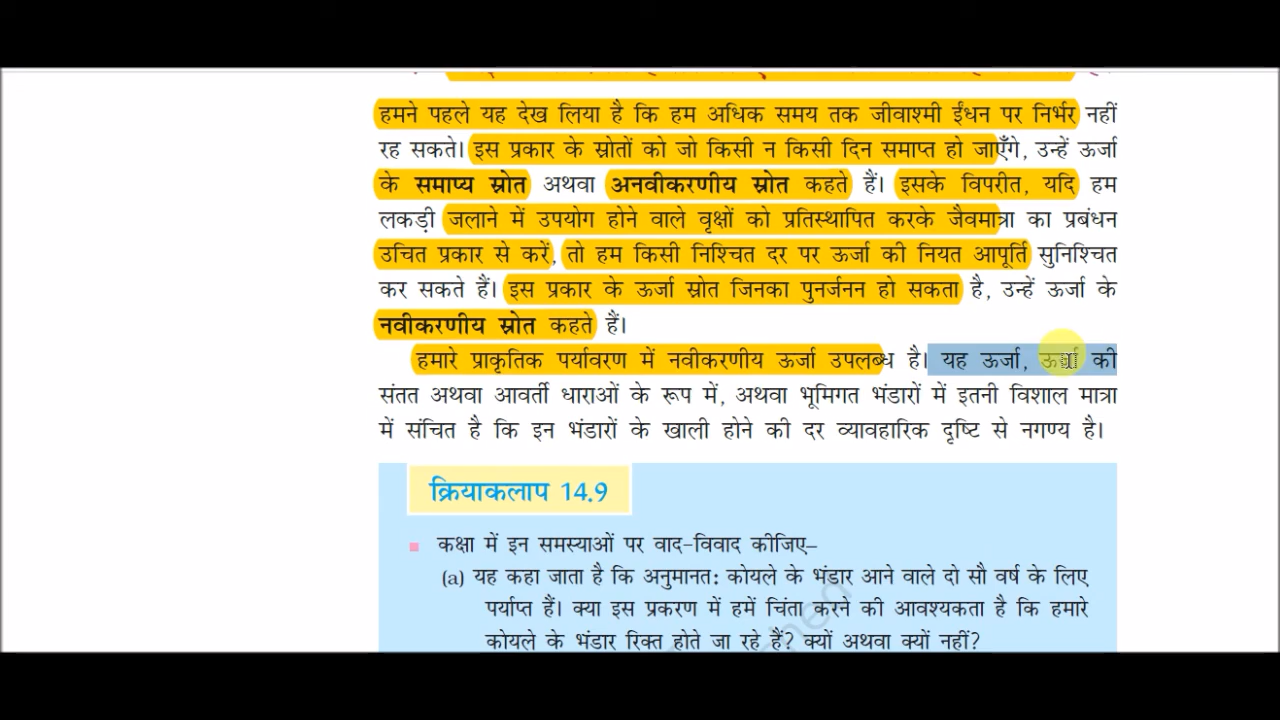 हमने पहले यह देख लिया है कि हम अधिक समय तक जीवाश्मी ईंधन पर निर्भर नहीं
रह सकते। इस प्रकार के स्रोतों को जो किसी न किसी दिन समाप्त हो जाएँगे, उन्हें ऊर्जा
के समाप्य स्रोत अथवा अनवीकरणीय स्रोत कहते हैं। इसके विपरीत, यदि हम
लकड़ी जलाने में उपयोग होने वाले वृक्षों को प्रतिस्थापित करके जैवमात्रा का प्रबंधन
उचित प्रकार से करें, तो हम किसी निश्चित दर पर ऊर्जा की नियत आपूर्ति सुनिश्चित
कर सकते हैं। इस प्रकार के ऊर्जा स्रोत जिनका पुनर्जनन हो सकता है, उन्हें ऊर्जा के
नवीकरणीय स्रोत कहते हैं।
हमारे प्राकृतिक पर्यावरण में नवीकरणीय ऊर्जा उपलब्ध है। यह ऊर्जा, ऊर्जा की
संतत अथवा आवर्ती धाराओं के रूप में, अथवा भूमिगत भंडारों में इतनी विशाल मात्रा
में संचित है कि इन भंडारों के खाली होने की दर व्यावहारिक दृष्टि से नगण्य है।
क्रियाकलाप 14.9
कक्षा में इन समस्याओं पर वाद-विवाद कीजिए–
(a) यह कहा जाता है कि अनुमानत: कोयले के भंडार आने वाले दो सौ वर्ष के लिए
पर्याप्त हैं। क्या इस प्रकरण में हमें चिंता करने की आवश्यकता है कि हमारे
कोयले के भंडार रिक्त होते जा रहे हैं? क्यों अथवा क्यों नहीं?